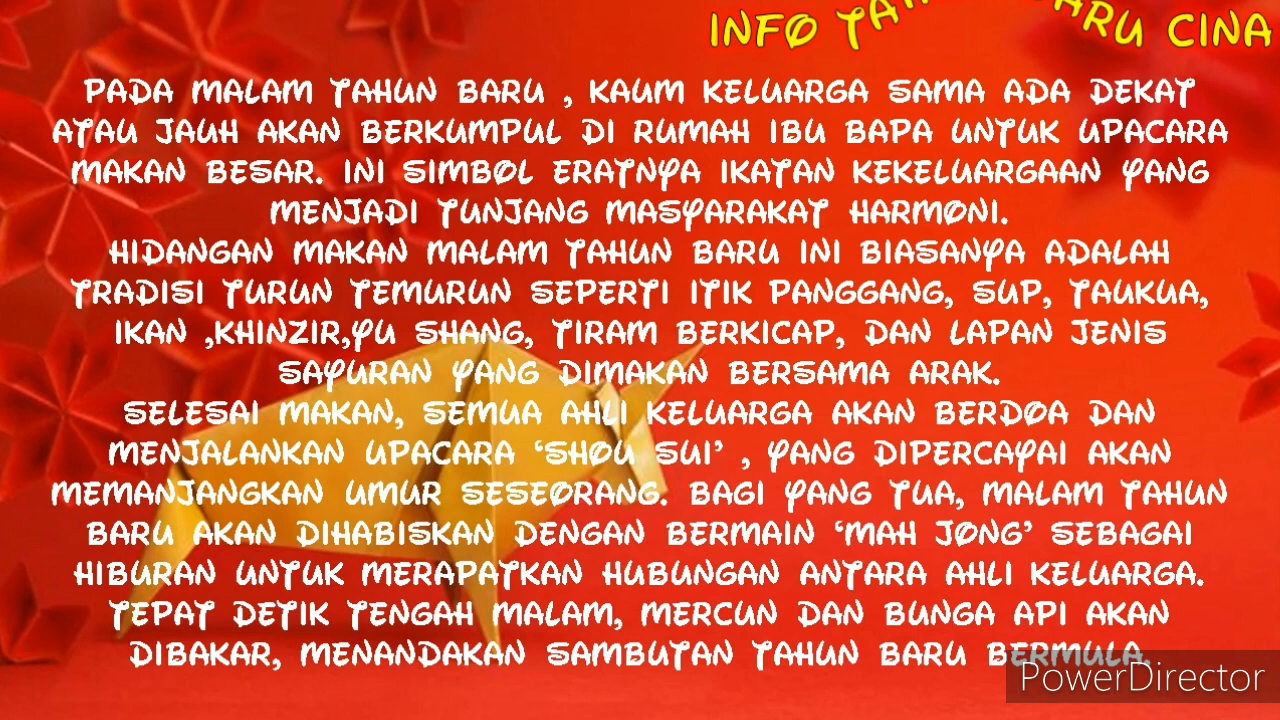 INFO BARU CINA
PADA MALAM TAHUN BARU , KAUM KELUARGA SAMA ADA DEKAT
ATAU JAUH AKAN BERKUMPUL DI RUMAH IBU BAPA UNTUK UPACARA
MAKAN BESAR. INI SIMBOL ERATNYA IKATAN KEKELUARGAAN YANG
MENJADI TUNJANG MASYARAKAT HARMONI.
HIDANGAN MAKAN MALAM TAHUN BARU INI BIASANYA ADALAH
TRADISI TURUN TEMURUN SEPERTI ITIK PANGGANG, SUP, TAUKUA,
IKAN ,KHINZIR,YU SHANG, TIRAM BERKICAP, DAN LAPAN JENIS
SAYURAN YANG DIMAKAN BERSAMA ARAK.
SELESAI MAKAN, SEMUA AHLI KELUARGA AKAN BERDOA DAN
MENJALANKAN UPACARA ‘SHOU SUI’ , YANG DIPERCAYAI AKAN
MEMANJANGKAN UMUR SESEORANG. BAGI YANG TUA, MALAM TAHUN
BARU AKAN DIHABISKAN DENGAN BERMAIN ‘MAH JONG’ SEBAGAI
HIBURAN UNTUK MERAPATKAN HUBUNGAN ANTARA AHLI KELUARGA.
TEPAT DETIK TENGAH MALAM, MERCUN DAN BUNGA API AKAN
DIBAKAR, MENANDAKAN SAMBUTAN TAHUN BARU BERMULA.
PowerDirector